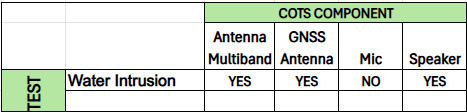 COTS COMPONENT
Antenna GNSS
Multiband Antenna Mic Speaker
TEST
Water Intrusion YES YES NO YES